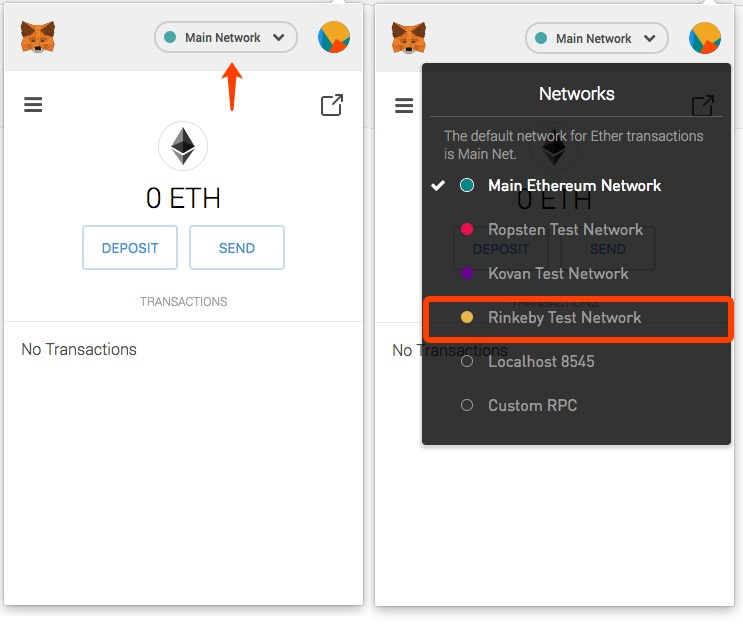 Main Network
0 ETH
DEPOSIT
SEND
TRANSACTIONS
No Transactions
Main Network
Networks
The default network for Ether transactions
is Main Net.
Main Ethereum Network
0 ETH
Ropsten Test Network
DEPOSIT
SEND
Kovan Test Network
TRANSACTIONS
Rinkeby Test Network
No Transactions
Localhost 8545
Custom RPC